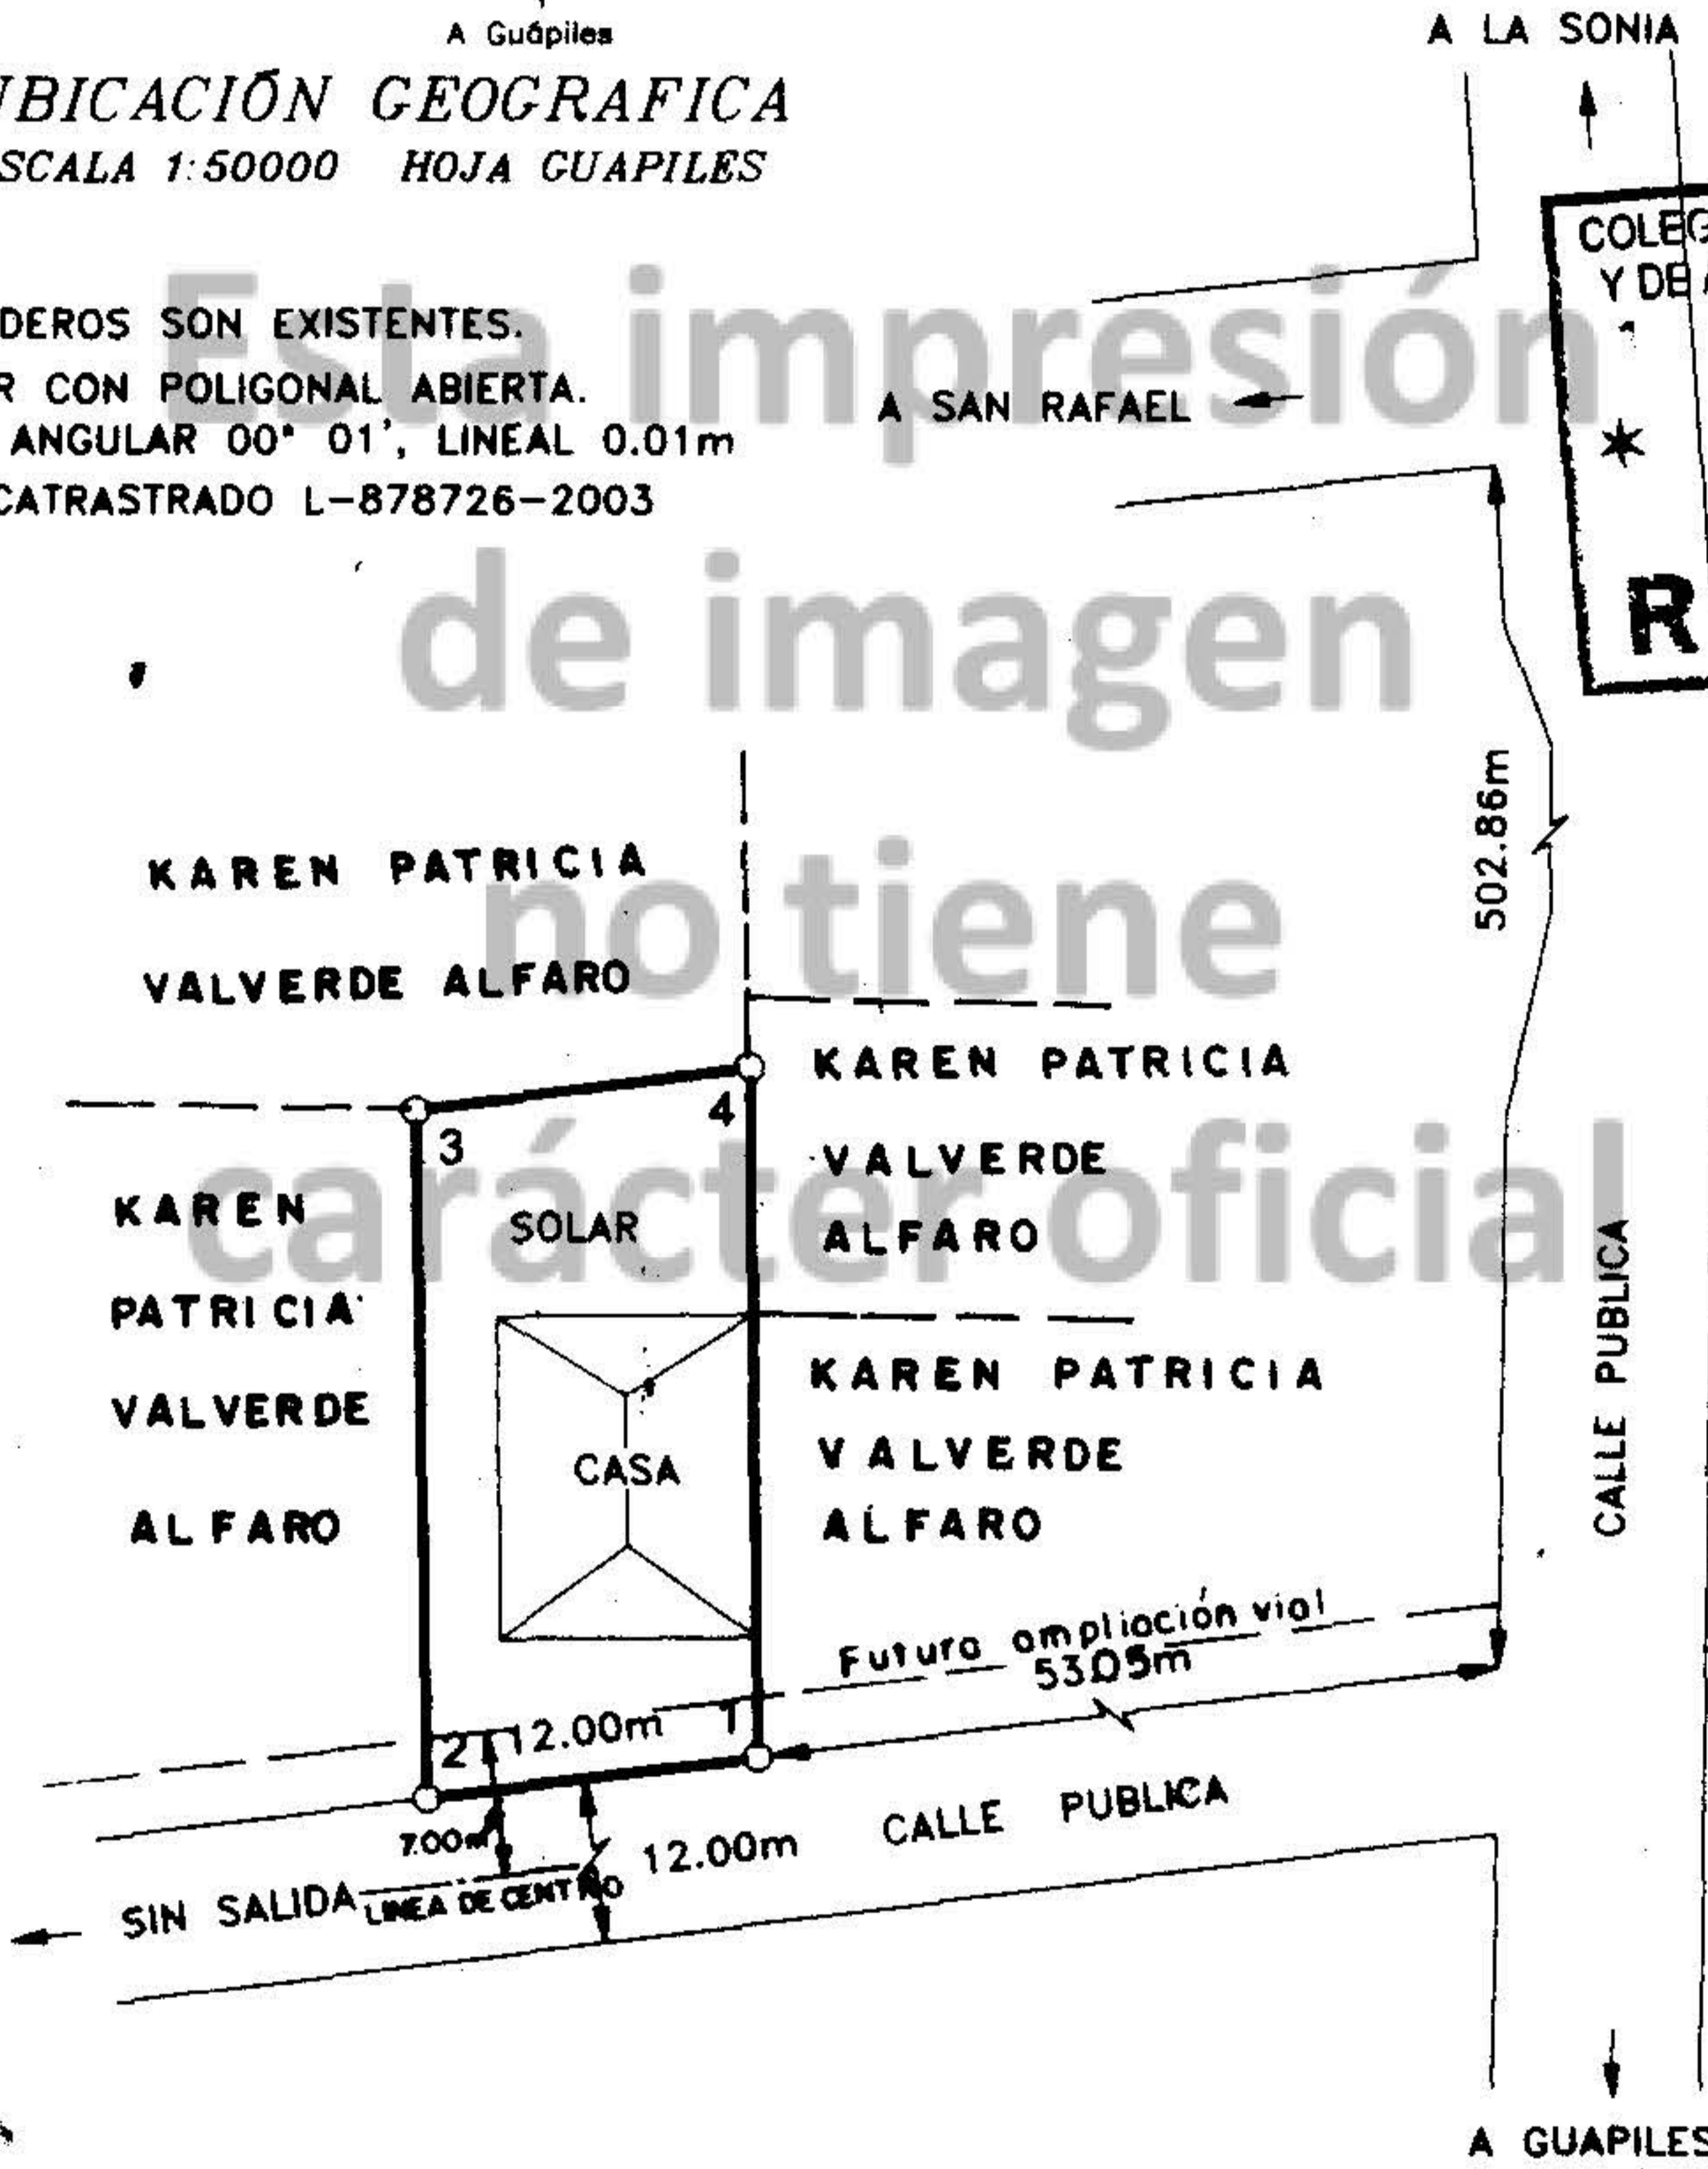 A Guápiles
UBICACIÓN GEOGRAFICA
SCALA 1:50000 HOJA GUAPILES
A LA SONIA
COLEG
Y DE A
DEROS SON EXISTENTES.
R CON POLIGONAL ABIERTA.
ANGULAR 00° 01', LINEAL 0.01m
CATRASTRADO L-878726-2003
A SAN RAFAEL
R
Esta impresión
de imagen
no tiene
carácter oficial
502.86m
KAREN PATRICIA
VALVERDE ALFARO
KAREN PATRICIA
VALVERDE
ALFARO
3
4
SOLAR
KAREN
PATRICIA
VALVERDE
ALFARO
CASA
KAREN PATRICIA
VALVERDE
ALFARO
CALLE PUBLICA
Futura ampliación vial
53.05m
2
12.00m
1
7.00m
12.00m
CALLE PUBLICA
SIN SALIDA
LINEA DE CENTRO
A GUAPILES